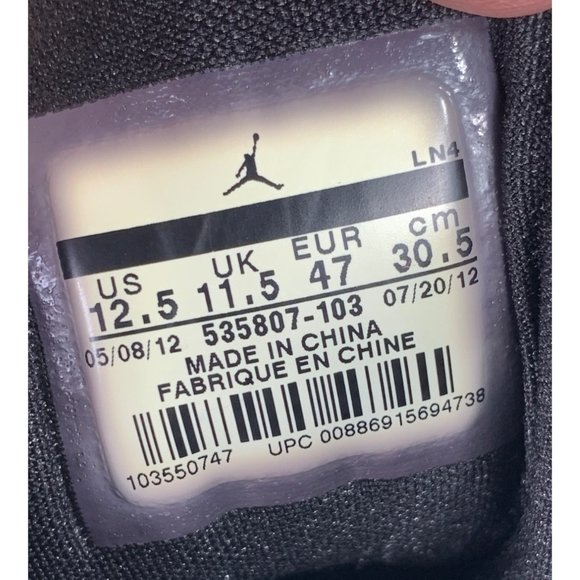 LN4
US UK EUR cm
12.5 11.5 47 30.5
05/08/12 535807-103 07/20/12
MADE IN CHINA
FABRIQUE EN CHINE
103550747 UPC 00886915694738